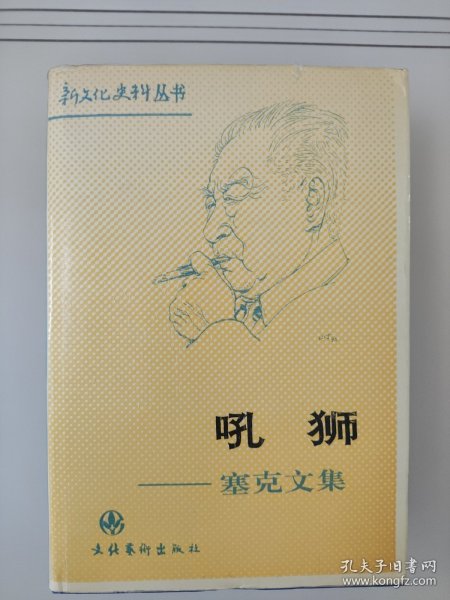 新文化史料丛书
吼狮
——塞克文集
文化艺術出版社
孔夫子旧书网
www.kongfz.com